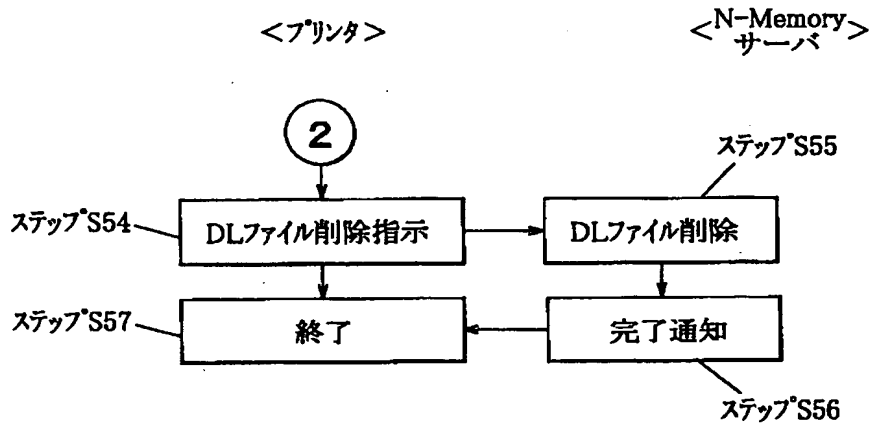 <プリンタ>
<N-Memory
サーバ>
2
ステップS55
ステップS54
DLファイル削除指示
DLファイル削除
ステップS57
終了
完了通知
ステップS56